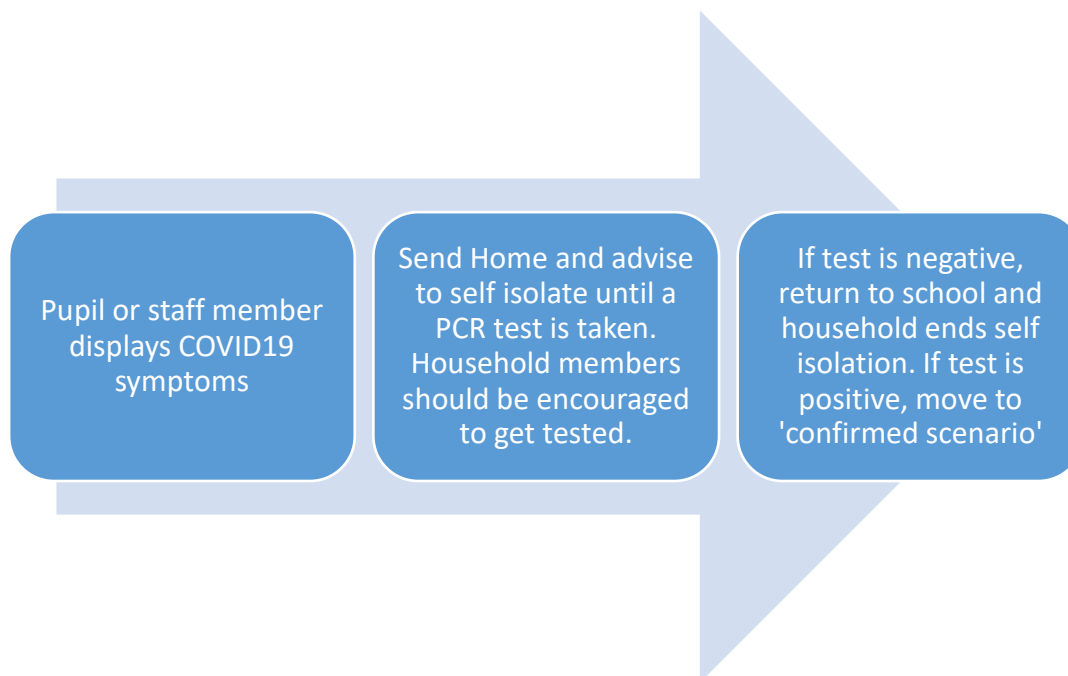 Pupil or staff member
displays COVID19
symptoms
Send Home and advise
to self isolate until a
PCR test is taken.
Household members
should be encouraged
to get tested.
If test is negative,
return to school and
household ends self
isolation. If test is
positive, move to
'confirmed scenario'